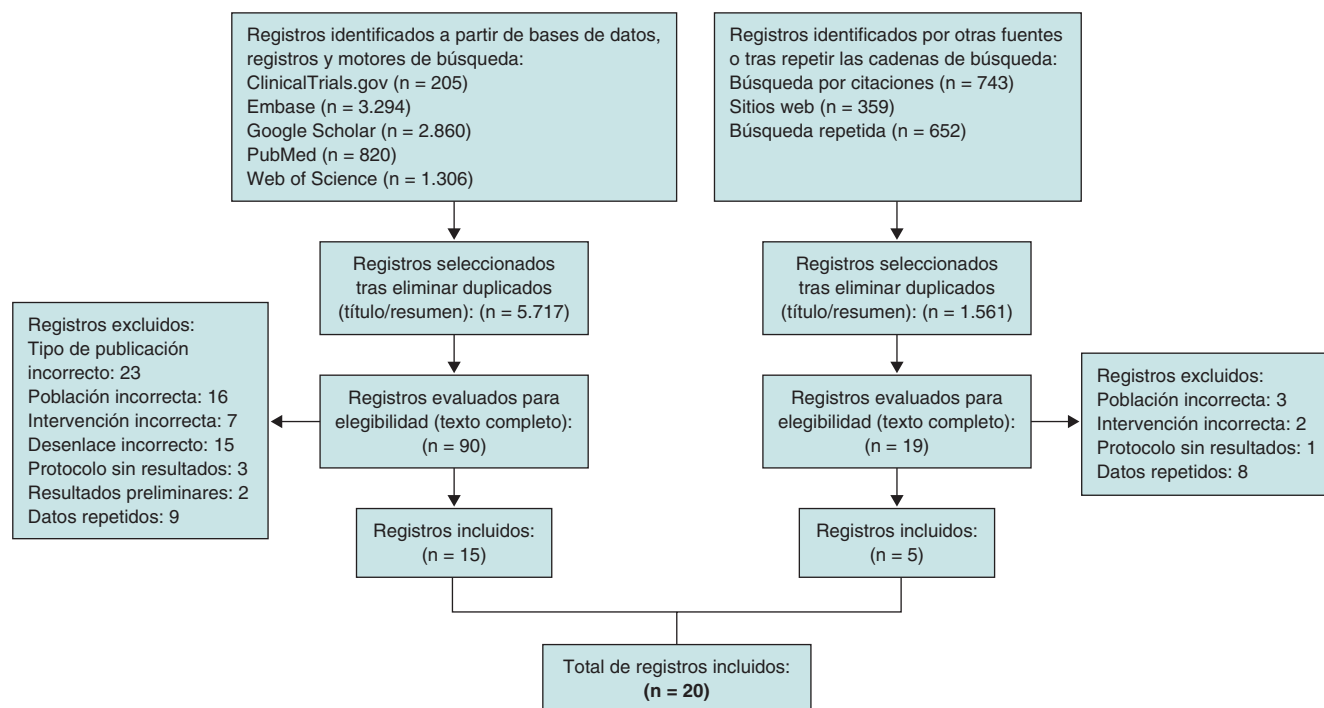 Registros identificados a partir de bases de datos,
registros y motores de búsqueda:
ClinicalTrials.gov (n = 205)
Embase (n = 3.294)
Google Scholar (n = 2.860)
PubMed (n = 820)
Web of Science (n = 1.306)
Registros identificados por otras fuentes
o tras repetir las cadenas de búsqueda:
Búsqueda por citaciones (n = 743)
Sitios web (n = 359)
Búsqueda repetida (n = 652)
Registros seleccionados
tras eliminar duplicados
(título/resumen): (n = 5.717)
Registros seleccionados
tras eliminar duplicados
(título/resumen): (n = 1.561)
Registros excluidos:
Tipo de publicación
incorrecto: 23
Población incorrecta: 16
Intervención incorrecta: 7
Desenlace incorrecto: 15
Protocolo sin resultados: 3
Resultados preliminares: 2
Datos repetidos: 9
Registros evaluados para
elegibilidad (texto completo):
(n = 90)
Registros evaluados para
elegibilidad (texto completo):
(n = 19)
Registros excluidos:
Población incorrecta: 3
Intervención incorrecta: 2
Protocolo sin resultados: 1
Datos repetidos: 8
Registros incluidos:
(n = 15)
Registros incluidos:
(n = 5)
Total de registros incluidos:
(n = 20)